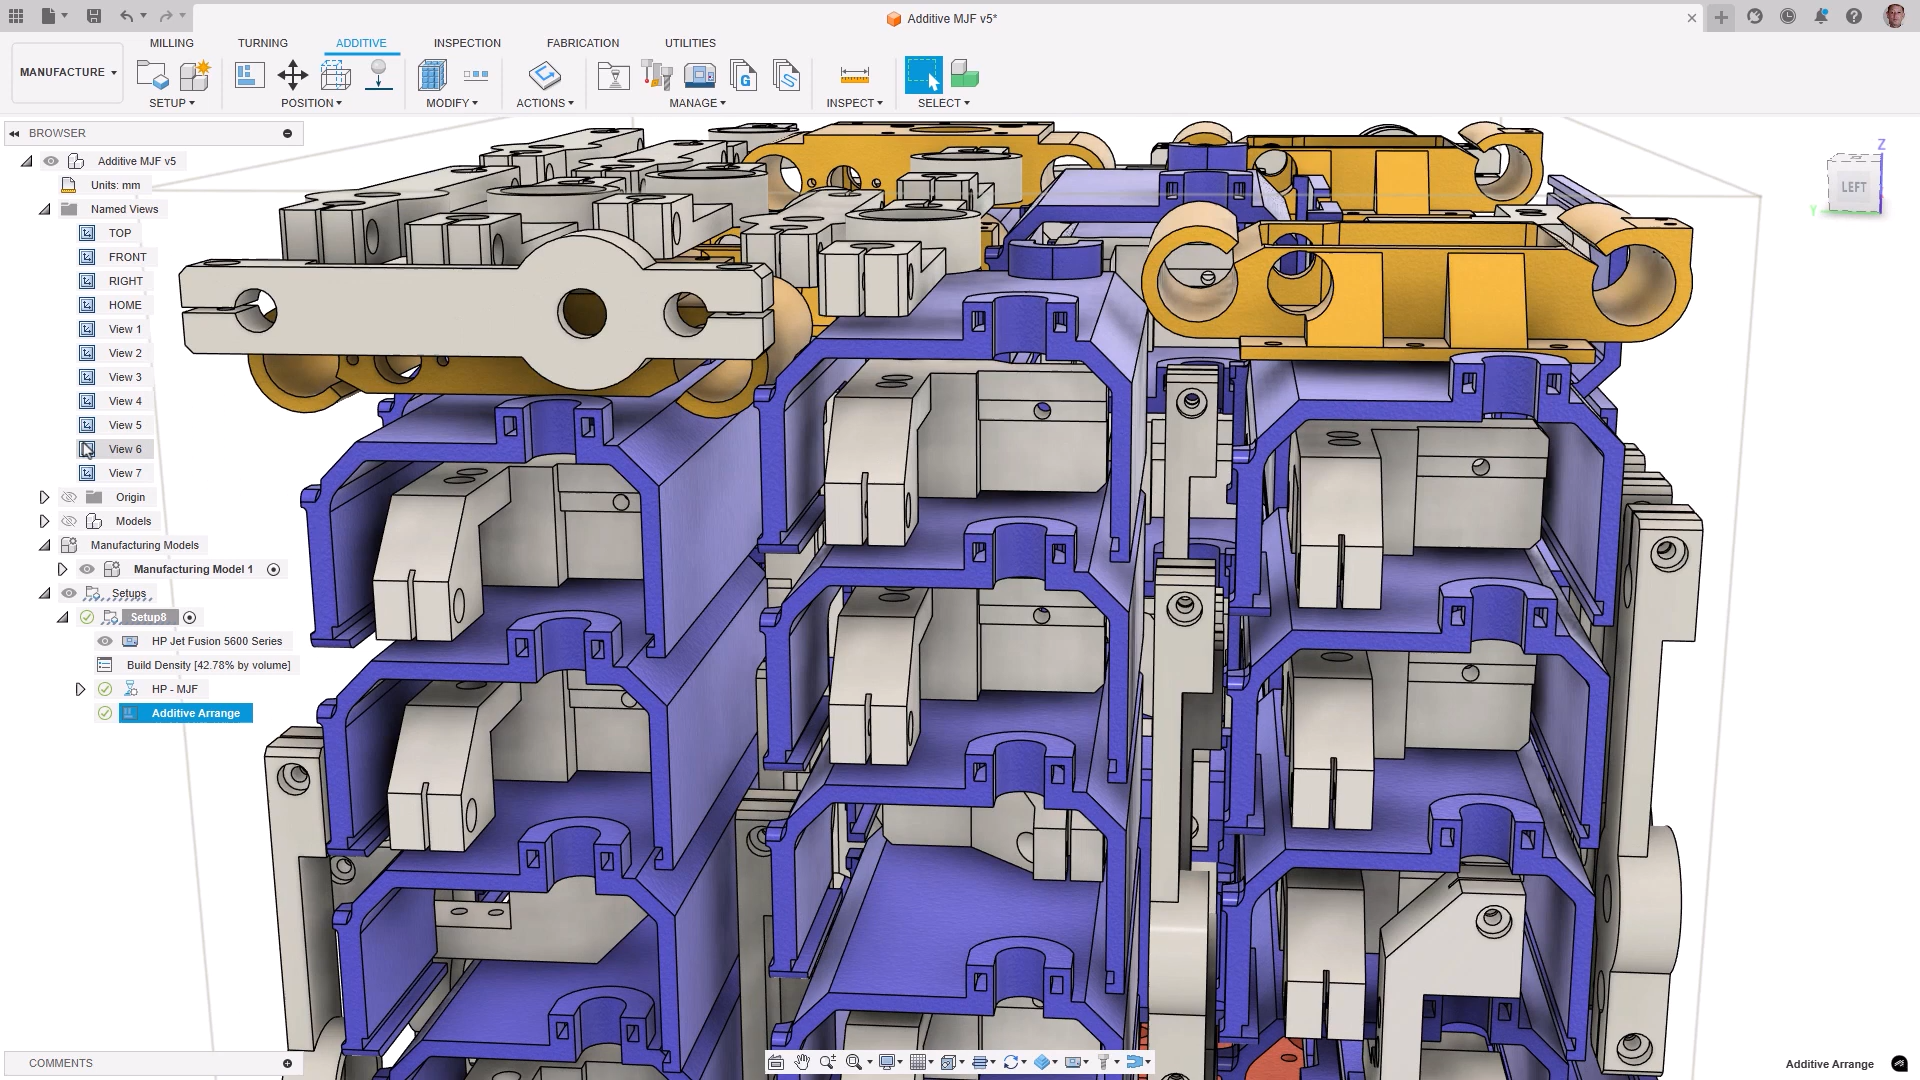 Additive MJF v5*
MANUFACTURE
MILLING
TURNING
ADDITIVE
INSPECTION
FABRICATION
UTILITIES
SETUP
POSITION
MODIFY
ACTIONS
MANAGE
INSPECT
SELECT
G
BROWSER
Additive MJF v5
Units: mm
Named Views
TOP
FRONT
RIGHT
HOME
View 1
View 2
View 3
View 4
View 5
View 6
View 7
Origin
Models
Manufacturing Models
Manufacturing Model 1
Setups
Setup8
HP Jet Fusion 5600 Series
Build Density [42.78% by volume]
HP - MJF
Additive Arrange
Z
LEFT
Y
COMMENTS
Additive Arrange